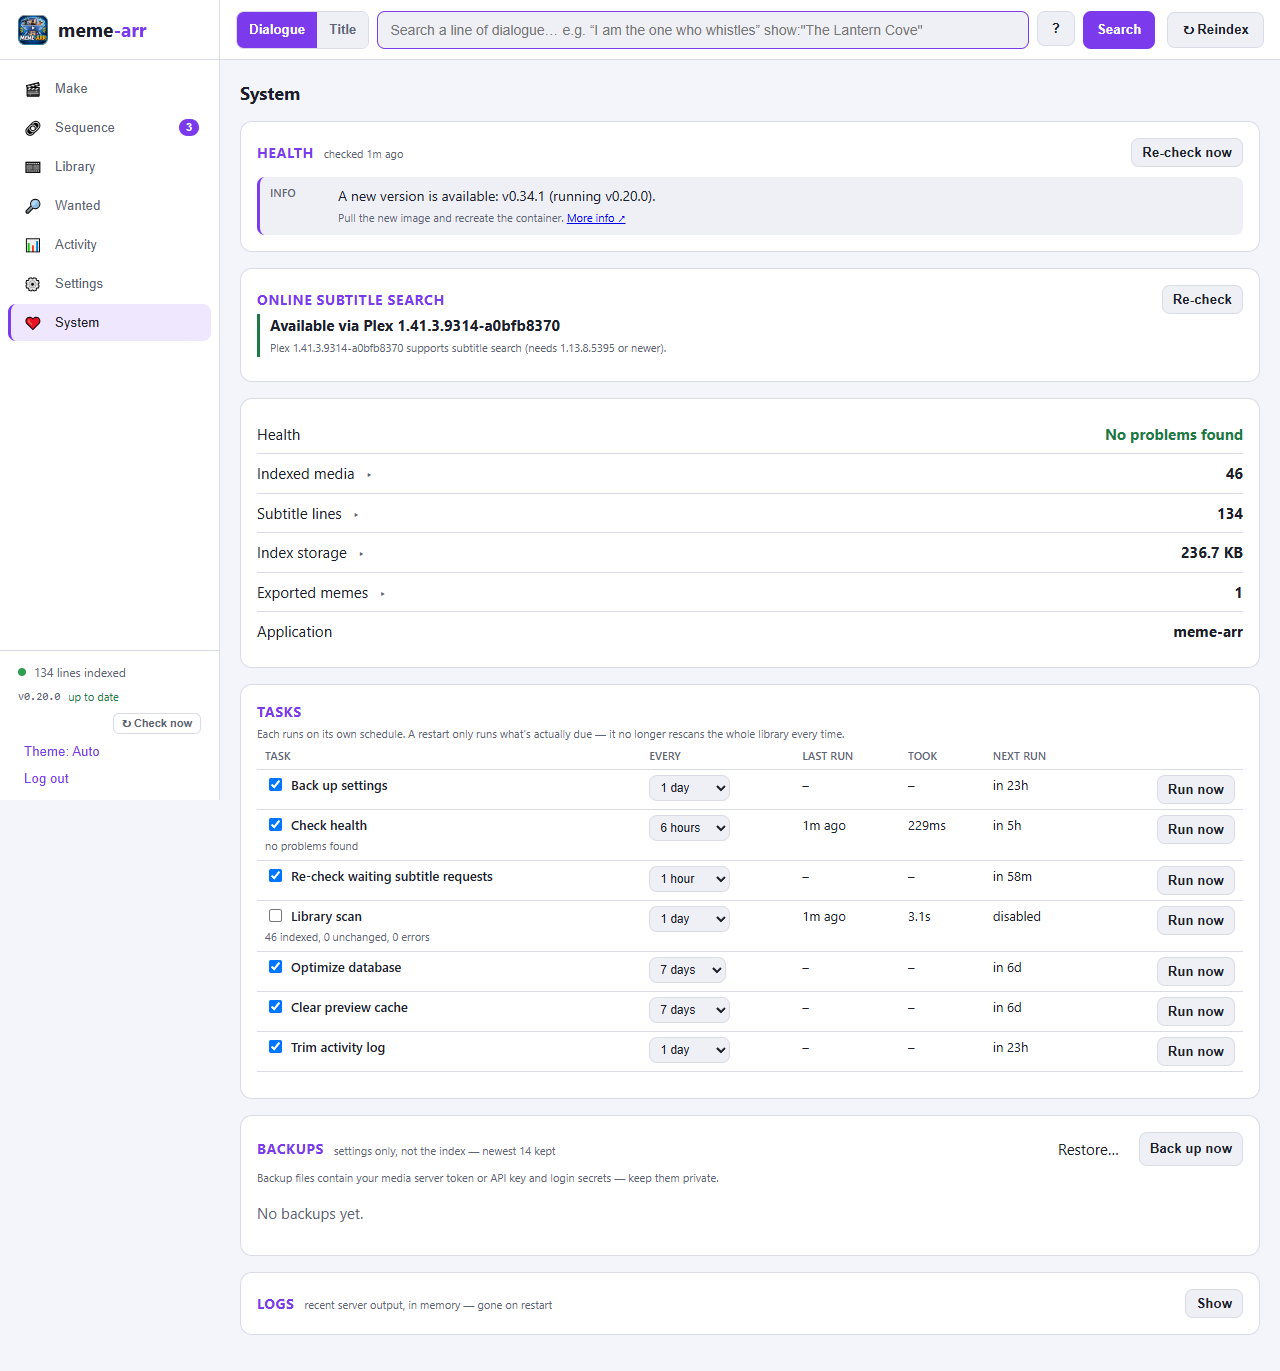 meme-arr
Dialogue Title Search a line of dialogue… e.g. “I am the one who whistles” show:"The Lantern Cove" ? Search ↻ Reindex
Make
Sequence 3
Library
Wanted
Activity
Settings
System
134 lines indexed
v0.20.0 up to date
↻ Check now
Theme: Auto
Log out
System
HEALTH checked 1m ago Re-check now
INFO A new version is available: v0.34.1 (running v0.20.0).
Pull the new image and recreate the container. More info ↗
ONLINE SUBTITLE SEARCH Re-check
Available via Plex 1.41.3.9314-a0bfb8370
Plex 1.41.3.9314-a0bfb8370 supports subtitle search (needs 1.13.8.5395 or newer).
Health No problems found
Indexed media ▸ 46
Subtitle lines ▸ 134
Index storage ▸ 236.7 KB
Exported memes ▸ 1
Application meme-arr
TASKS
Each runs on its own schedule. A restart only runs what's actually due — it no longer rescans the whole library every time.
TASK EVERY LAST RUN TOOK NEXT RUN
Back up settings 1 day – – in 23h Run now
Check health 6 hours 1m ago 229ms in 5h Run now
no problems found
Re-check waiting subtitle requests 1 hour – – in 58m Run now
Library scan 1 day 1m ago 3.1s disabled Run now
46 indexed, 0 unchanged, 0 errors
Optimize database 7 days – – in 6d Run now
Clear preview cache 7 days – – in 6d Run now
Trim activity log 1 day – – in 23h Run now
BACKUPS settings only, not the index — newest 14 kept Restore... Back up now
Backup files contain your media server token or API key and login secrets — keep them private.
No backups yet.
LOGS recent server output, in memory — gone on restart Show